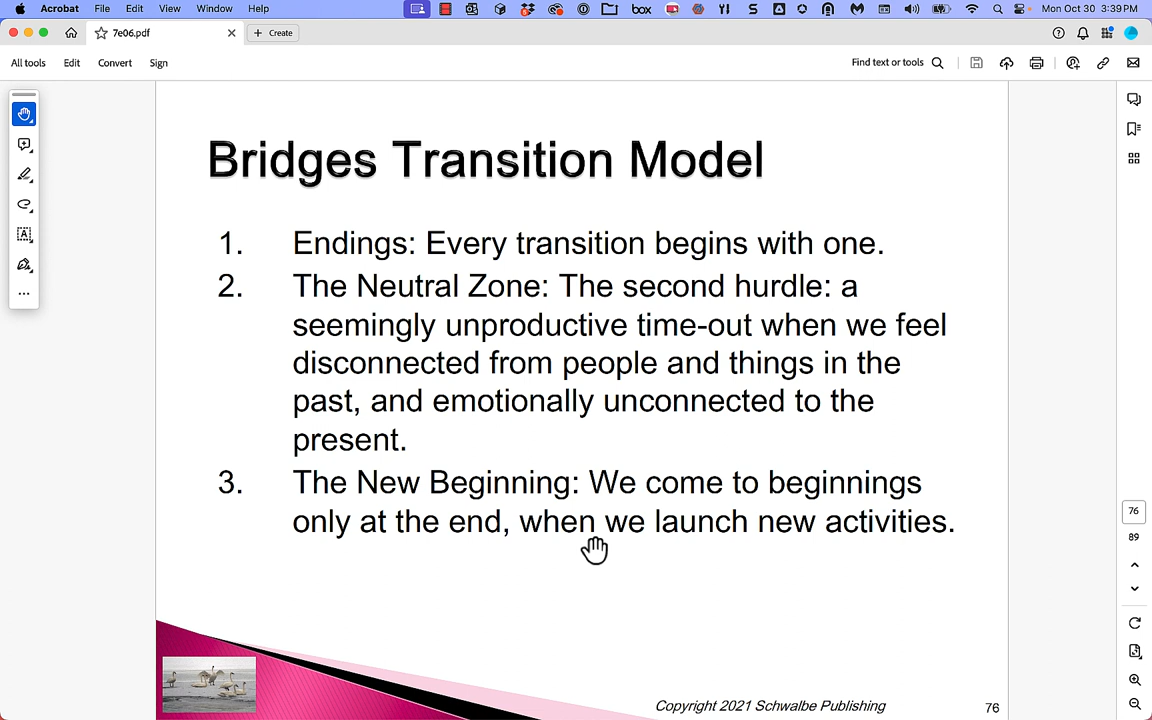 Acrobat File Edit View Window Help box Mon Oct 30 3:39 PM
7e06.pdf Create
All tools Edit Convert Sign Find text or tools
Bridges Transition Model
1. Endings: Every transition begins with one.
2. The Neutral Zone: The second hurdle: a
seemingly unproductive time-out when we feel
disconnected from people and things in the
past, and emotionally unconnected to the
present.
3. The New Beginning: We come to beginnings
only at the end, when we launch new activities.
76
89
Copyright 2021 Schwalbe Publishing 76